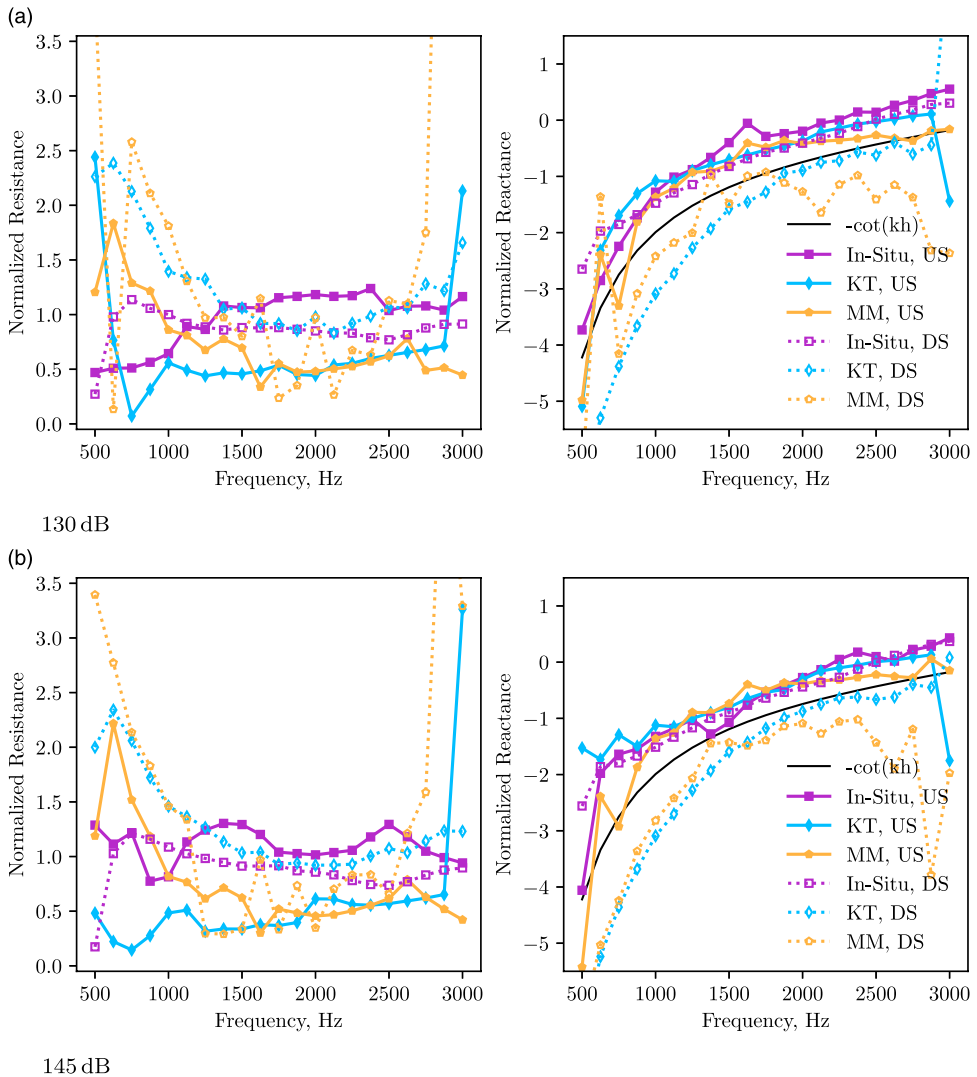 (a)
3.5
3.0
2.5
2.0
1.5
1.0
0.5
0.0
Normalized Resistance
500 1000 1500 2000 2500 3000
Frequency, Hz
1
0
−1
−2
−3
−4
−5
Normalized Reactance
-cot(kh)
In-Situ, US
KT, US
MM, US
In-Situ, DS
KT, DS
MM, DS
500 1000 1500 2000 2500 3000
Frequency, Hz
130 dB
(b)
3.5
3.0
2.5
2.0
1.5
1.0
0.5
0.0
Normalized Resistance
500 1000 1500 2000 2500 3000
Frequency, Hz
1
0
−1
−2
−3
−4
−5
Normalized Reactance
-cot(kh)
In-Situ, US
KT, US
MM, US
In-Situ, DS
KT, DS
MM, DS
500 1000 1500 2000 2500 3000
Frequency, Hz
145 dB